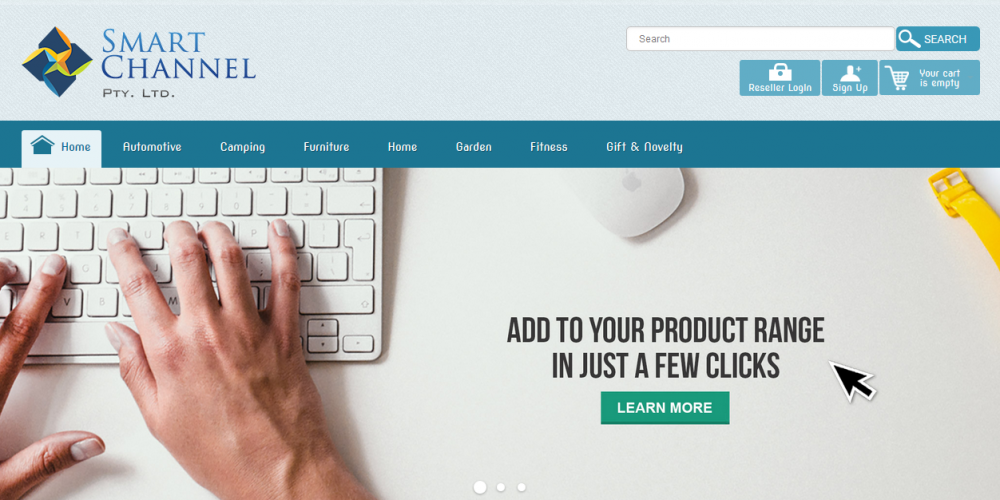 SMART
CHANNEL
PTY. LTD.
Search
SEARCH
Reseller Login
Sign Up
Your cart
is empty
Home
Automotive
Camping
Furniture
Home
Garden
Fitness
Gift & Novelty
ADD TO YOUR PRODUCT RANGE
IN JUST A FEW CLICKS
LEARN MORE